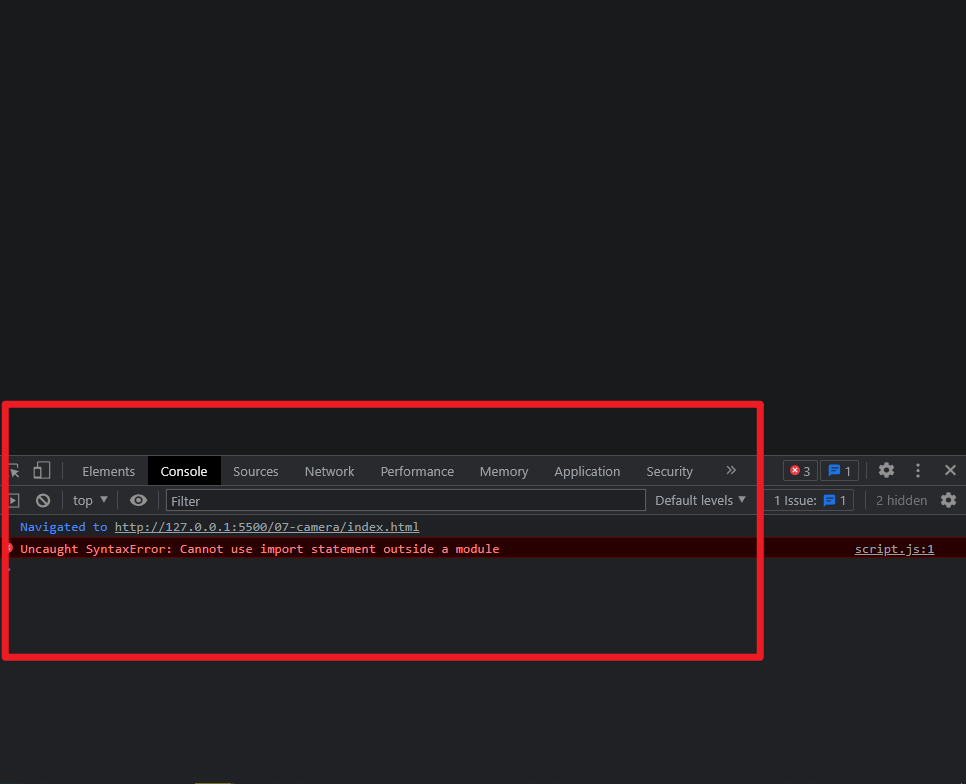 Elements Console Sources Network Performance Memory Application Security » 3 1
top Filter Default levels 1 Issue: 1 2 hidden
Navigated to http://127.0.0.1:5500/07-camera/index.html
Uncaught SyntaxError: Cannot use import statement outside a module script.js:1